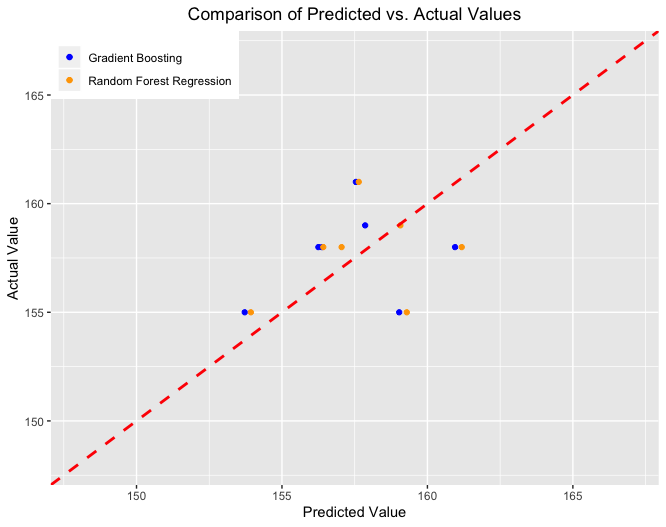 Comparison of Predicted vs. Actual Values
Gradient Boosting
Random Forest Regression
165
160
155
150
Actual Value
150
155
160
165
Predicted Value